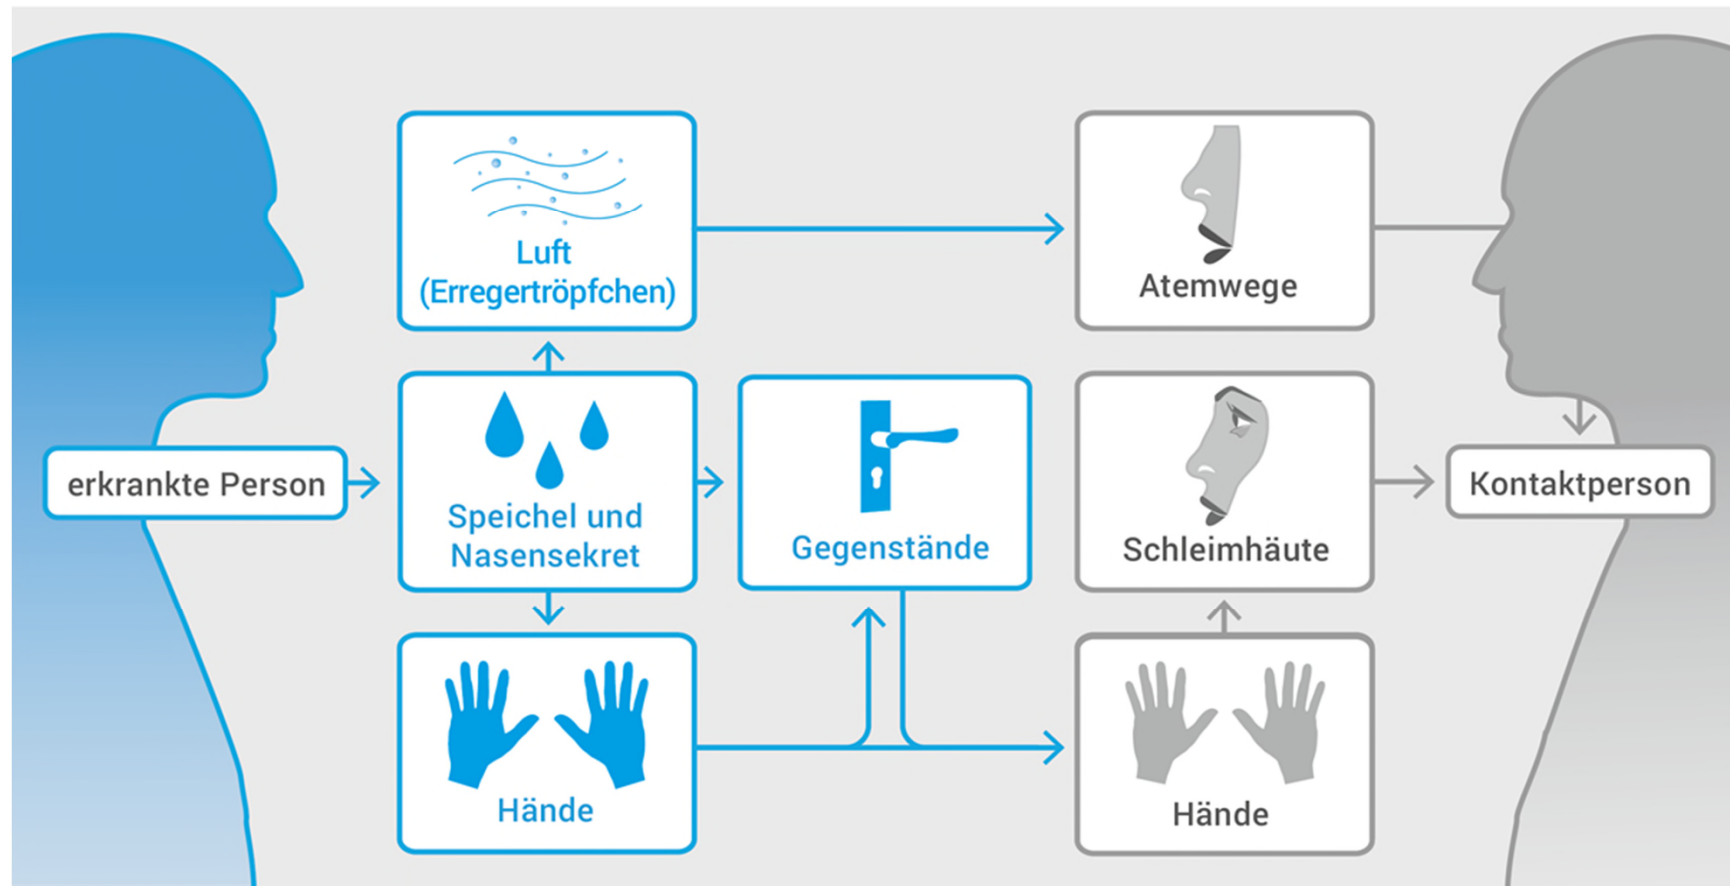 Luft
(Erregertröpfchen)
Atemwege
erkrankte Person
Speichel und
Nasensekret
Gegenstände
Schleimhäute
Kontaktperson
Hände
Hände